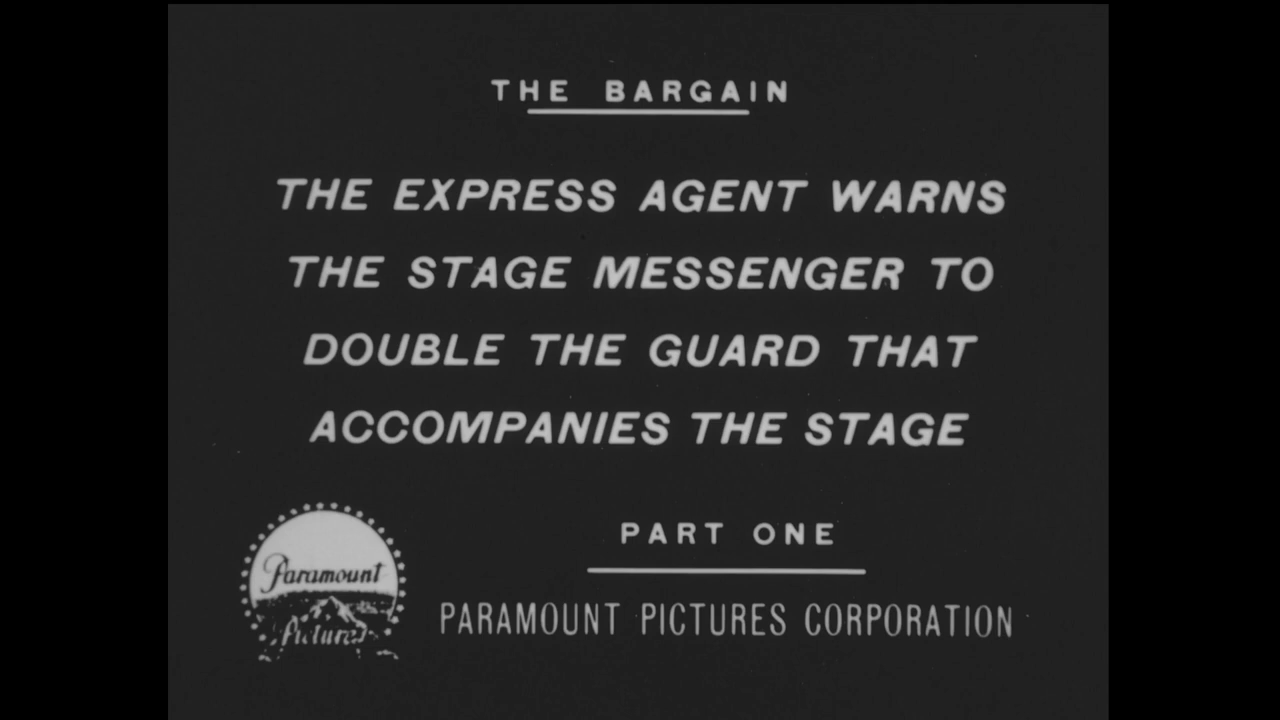 THE BARGAIN
THE EXPRESS AGENT WARNS
THE STAGE MESSENGER TO
DOUBLE THE GUARD THAT
ACCOMPANIES THE STAGE
PART ONE
Paramount
Pictures
PARAMOUNT PICTURES CORPORATION